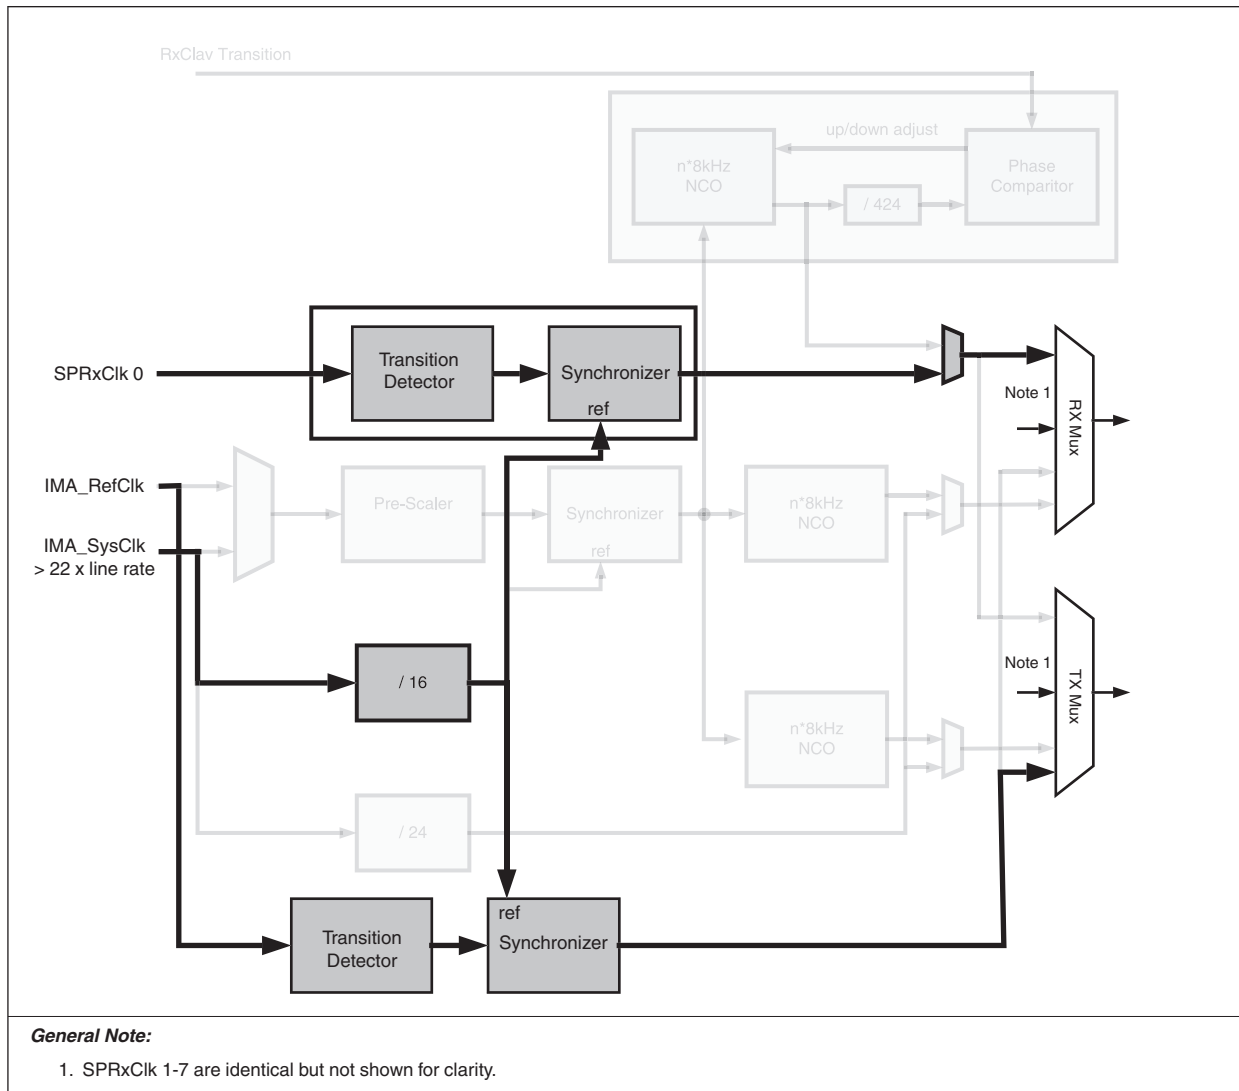 RxClav Transition
up/down adjust
n*8kHz
NCO
Phase
Comparitor
/ 424
SPRxClk 0
Transition
Detector
Synchronizer
ref
Note 1
RX Mux
IMA_RefClk
IMA_SysClk
> 22 x line rate
Pre-Scaler
Synchronizer
ref
n*8kHz
NCO
/ 16
Note 1
TX Mux
n*8kHz
NCO
/ 24
Transition
Detector
ref
Synchronizer
General Note:
1. SPRxClk 1-7 are identical but not shown for clarity.